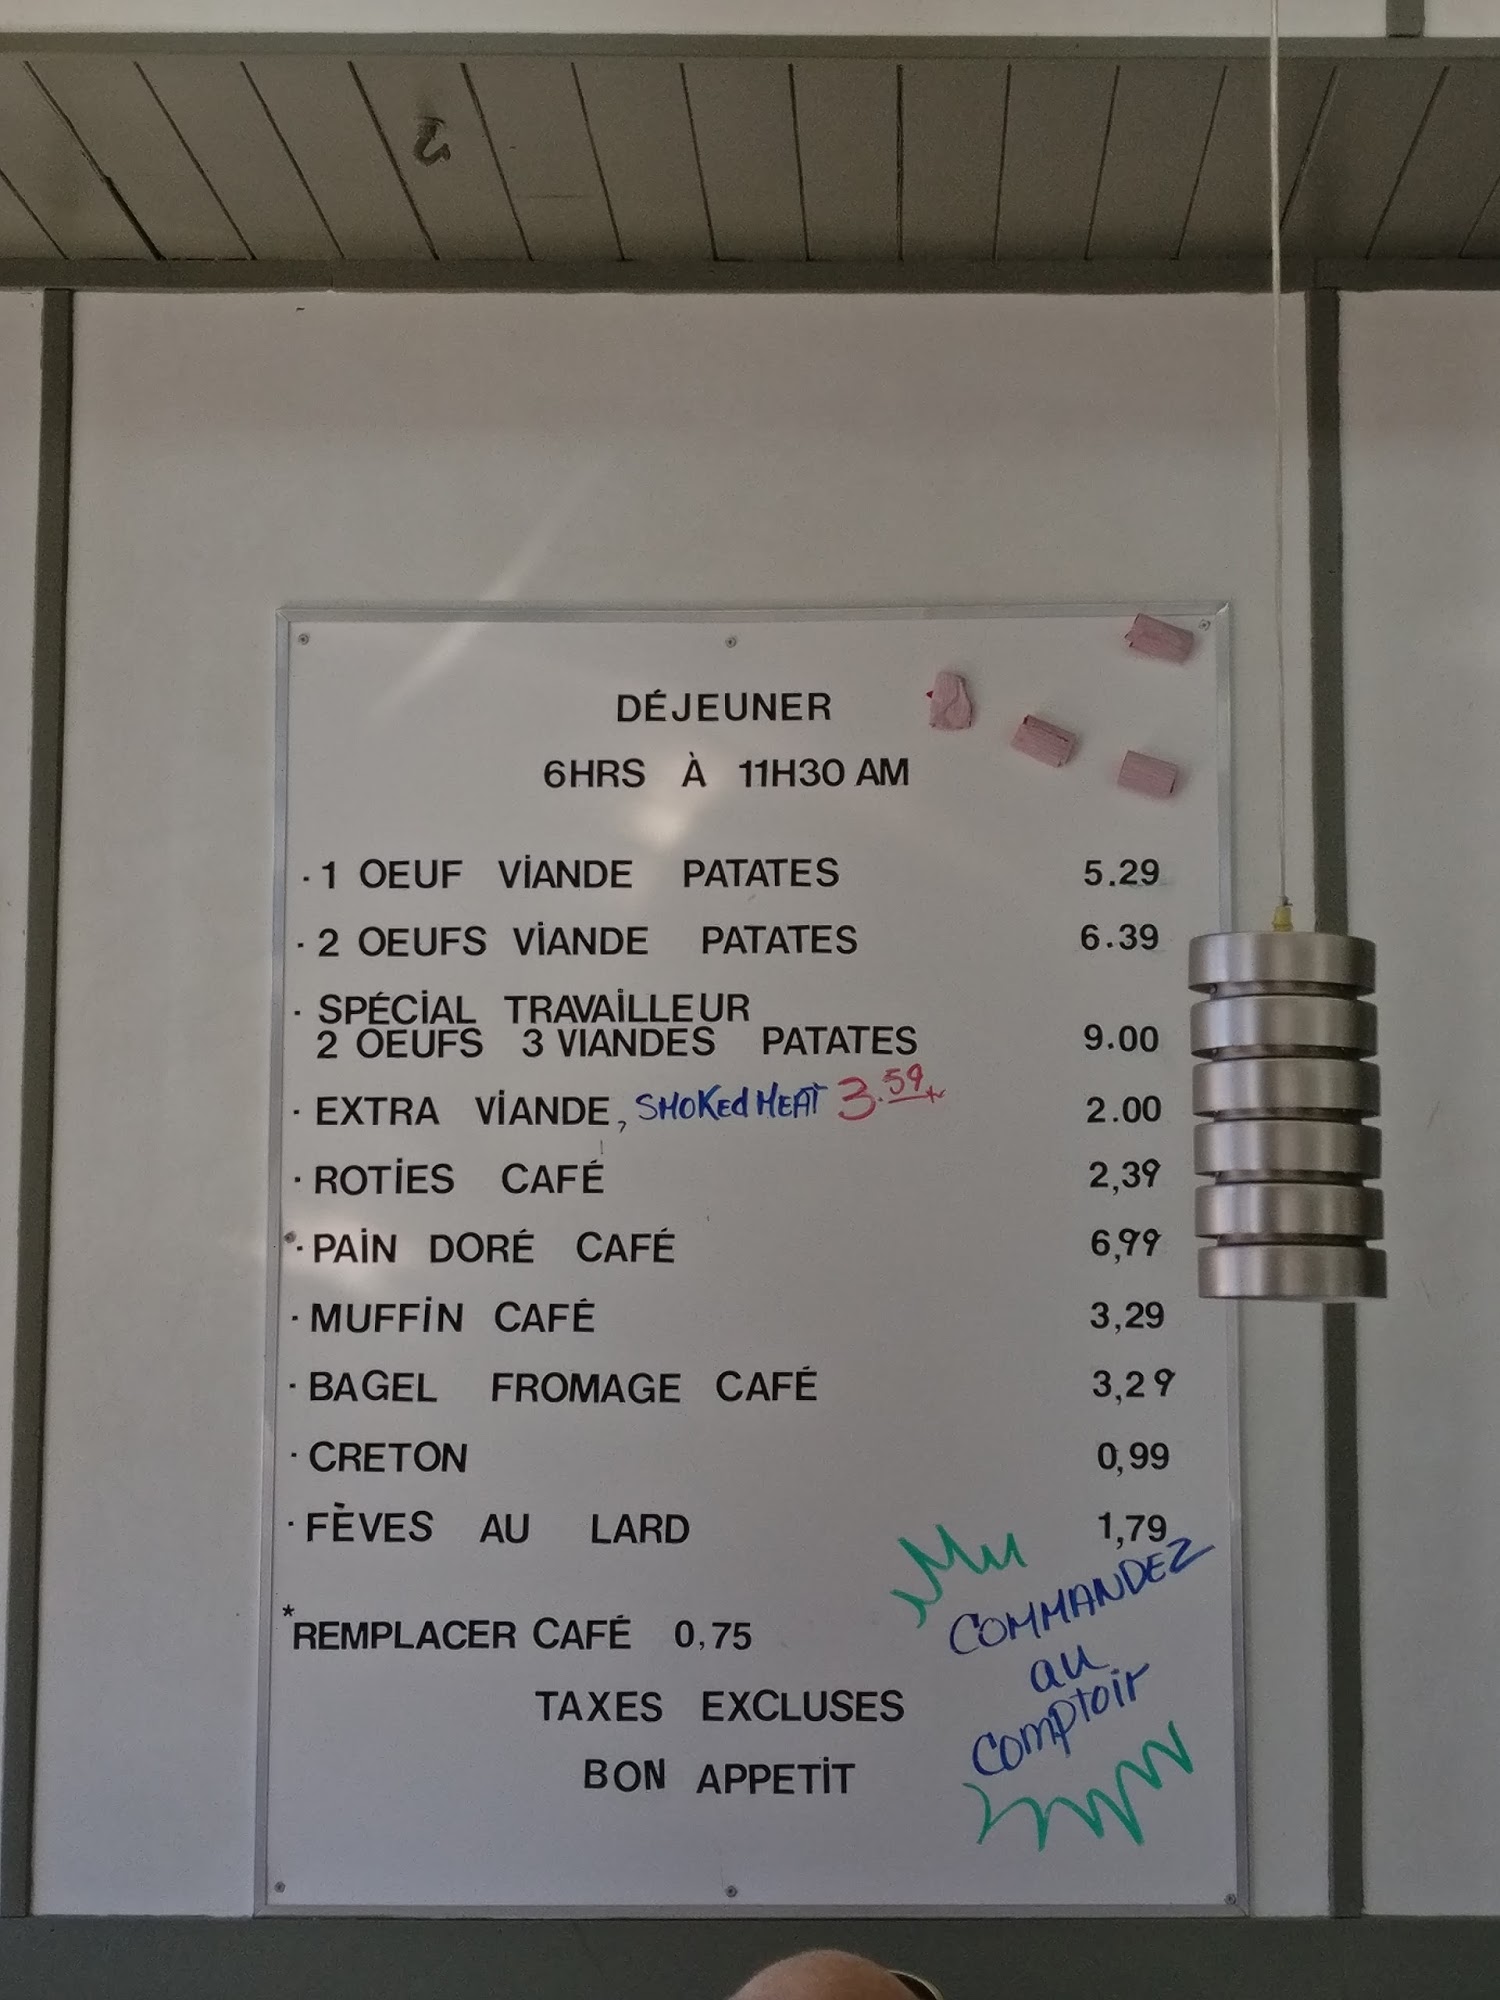 DÉJEUNER
6HRS À 11H30 AM
· 1 OEUF VIANDE PATATES 5.29
· 2 OEUFS VIANDE PATATES 6.39
· SPÉCIAL TRAVAILLEUR
2 OEUFS 3 VIANDES PATATES 9.00
· EXTRA VIANDE, SMOKED MEAT 3.59 2.00
· ROTIES CAFÉ 2,39
· PAIN DORÉ CAFÉ 6,99
· MUFFIN CAFÉ 3,29
· BAGEL FROMAGE CAFÉ 3,29
· CRETON 0,99
· FÈVES AU LARD 1,79
*REMPLACER CAFÉ 0,75
TAXES EXCLUSES
BON APPETIT
COMMANDEZ
au
comptoir